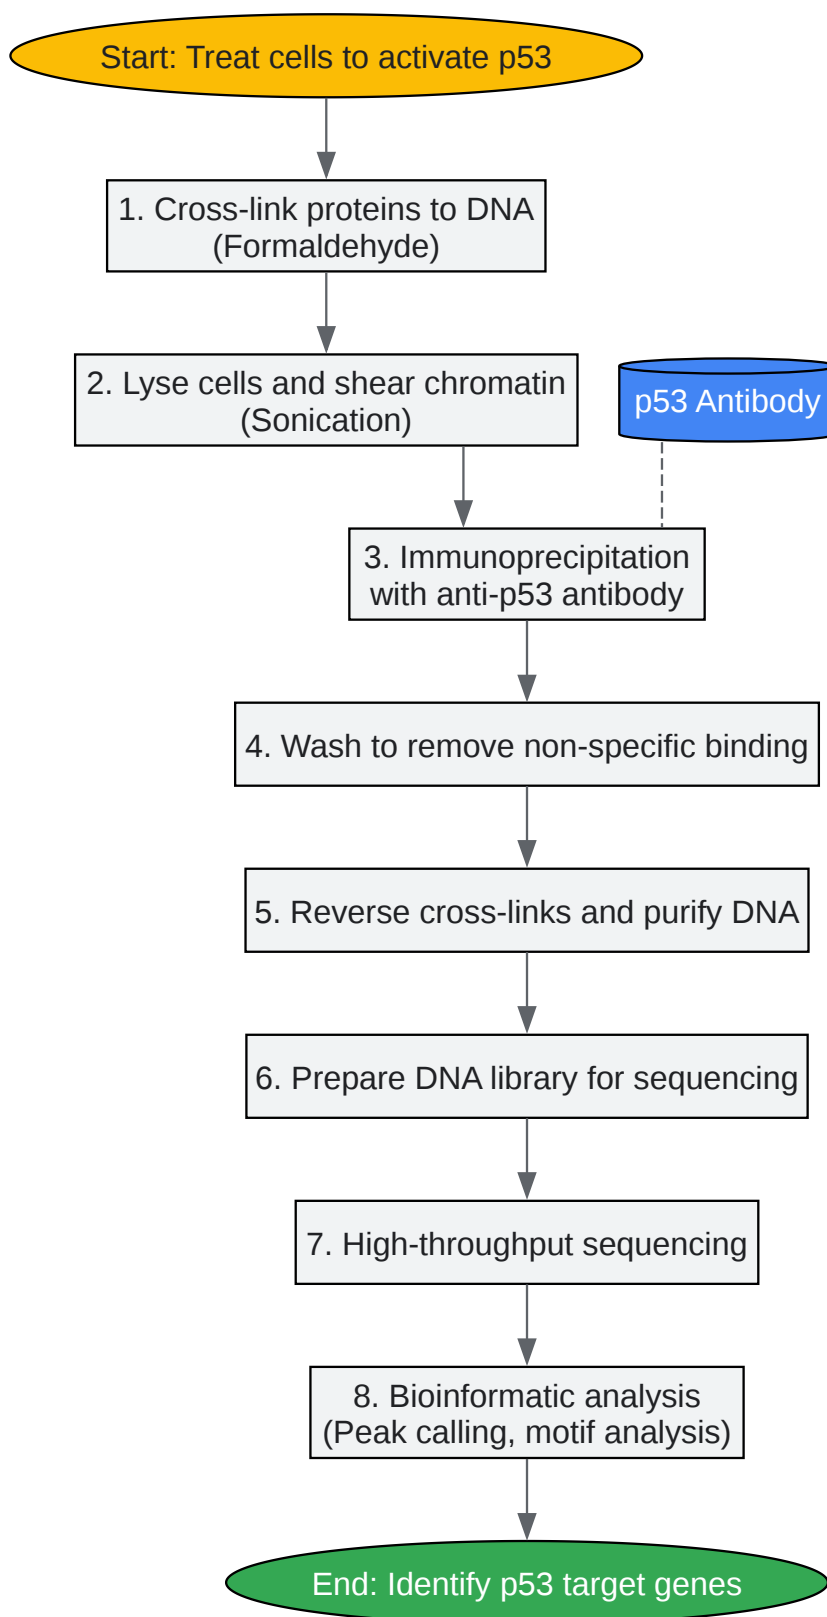 Start: Treat cells to activate p53
1. Cross-link proteins to DNA
(Formaldehyde)
2. Lyse cells and shear chromatin
(Sonication)
p53 Antibody
3. Immunoprecipitation
with anti-p53 antibody
4. Wash to remove non-specific binding
5. Reverse cross-links and purify DNA
6. Prepare DNA library for sequencing
7. High-throughput sequencing
8. Bioinformatic analysis
(Peak calling, motif analysis)
End: Identify p53 target genes